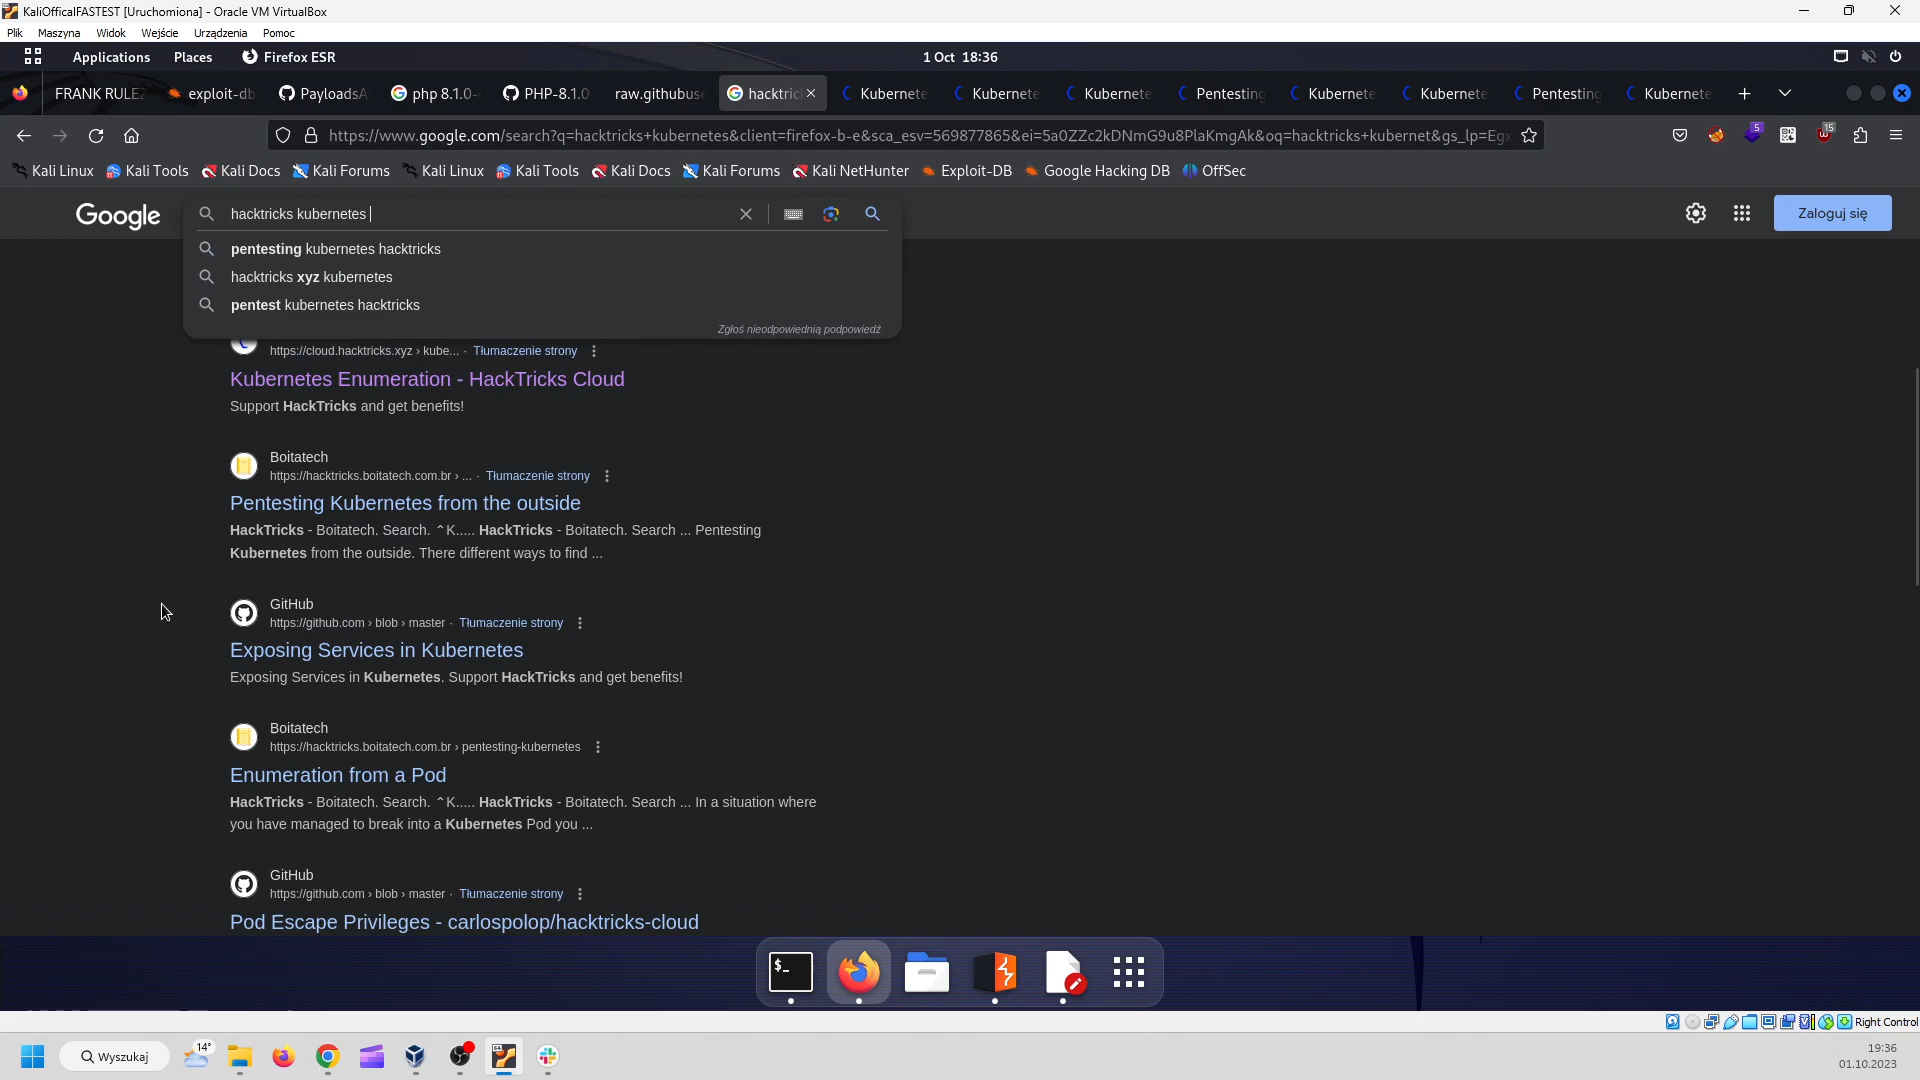 KaliOfficalFASTEST [Uruchomiona] - Oracle VM VirtualBox
Plik Maszyna Widok Wejście Urządzenia Pomoc
Applications Places Firefox ESR 1 Oct 18:36
FRANK RULEZ exploit-db PayloadsA php 8.1.0- PHP-8.1.0- raw.githubuse hacktric Kubernete Kubernete Kubernete Pentesting Kubernete Kubernete Pentesting Kubernete
https://www.google.com/search?q=hacktricks+kubernetes&client=firefox-b-e&sca_esv=569877865&ei=5a0ZZc2kDNmG9u8PlaKmgAk&oq=hacktricks+kubernet&gs_lp=Egx 5 15
Kali Linux Kali Tools Kali Docs Kali Forums Kali Linux Kali Tools Kali Docs Kali Forums Kali NetHunter Exploit-DB Google Hacking DB OffSec
Google hacktricks kubernetes Zaloguj się
pentesting kubernetes hacktricks
hacktricks xyz kubernetes
pentest kubernetes hacktricks
Zgłoś nieodpowiednią podpowiedź
https://cloud.hacktricks.xyz › kube... · Tłumaczenie strony
Kubernetes Enumeration - HackTricks Cloud
Support HackTricks and get benefits!
Boitatech
https://hacktricks.boitatech.com.br › ... · Tłumaczenie strony
Pentesting Kubernetes from the outside
HackTricks - Boitatech. Search. ⌃K..... HackTricks - Boitatech. Search ... Pentesting
Kubernetes from the outside. There different ways to find ...
GitHub
https://github.com › blob › master · Tłumaczenie strony
Exposing Services in Kubernetes
Exposing Services in Kubernetes. Support HackTricks and get benefits!
Boitatech
https://hacktricks.boitatech.com.br › pentesting-kubernetes
Enumeration from a Pod
HackTricks - Boitatech. Search. ⌃K..... HackTricks - Boitatech. Search ... In a situation where
you have managed to break into a Kubernetes Pod you ...
GitHub
https://github.com › blob › master · Tłumaczenie strony
Pod Escape Privileges - carlospolop/hacktricks-cloud
$_
Right Control
Wyszukaj 14° 64 19:36
01.10.2023